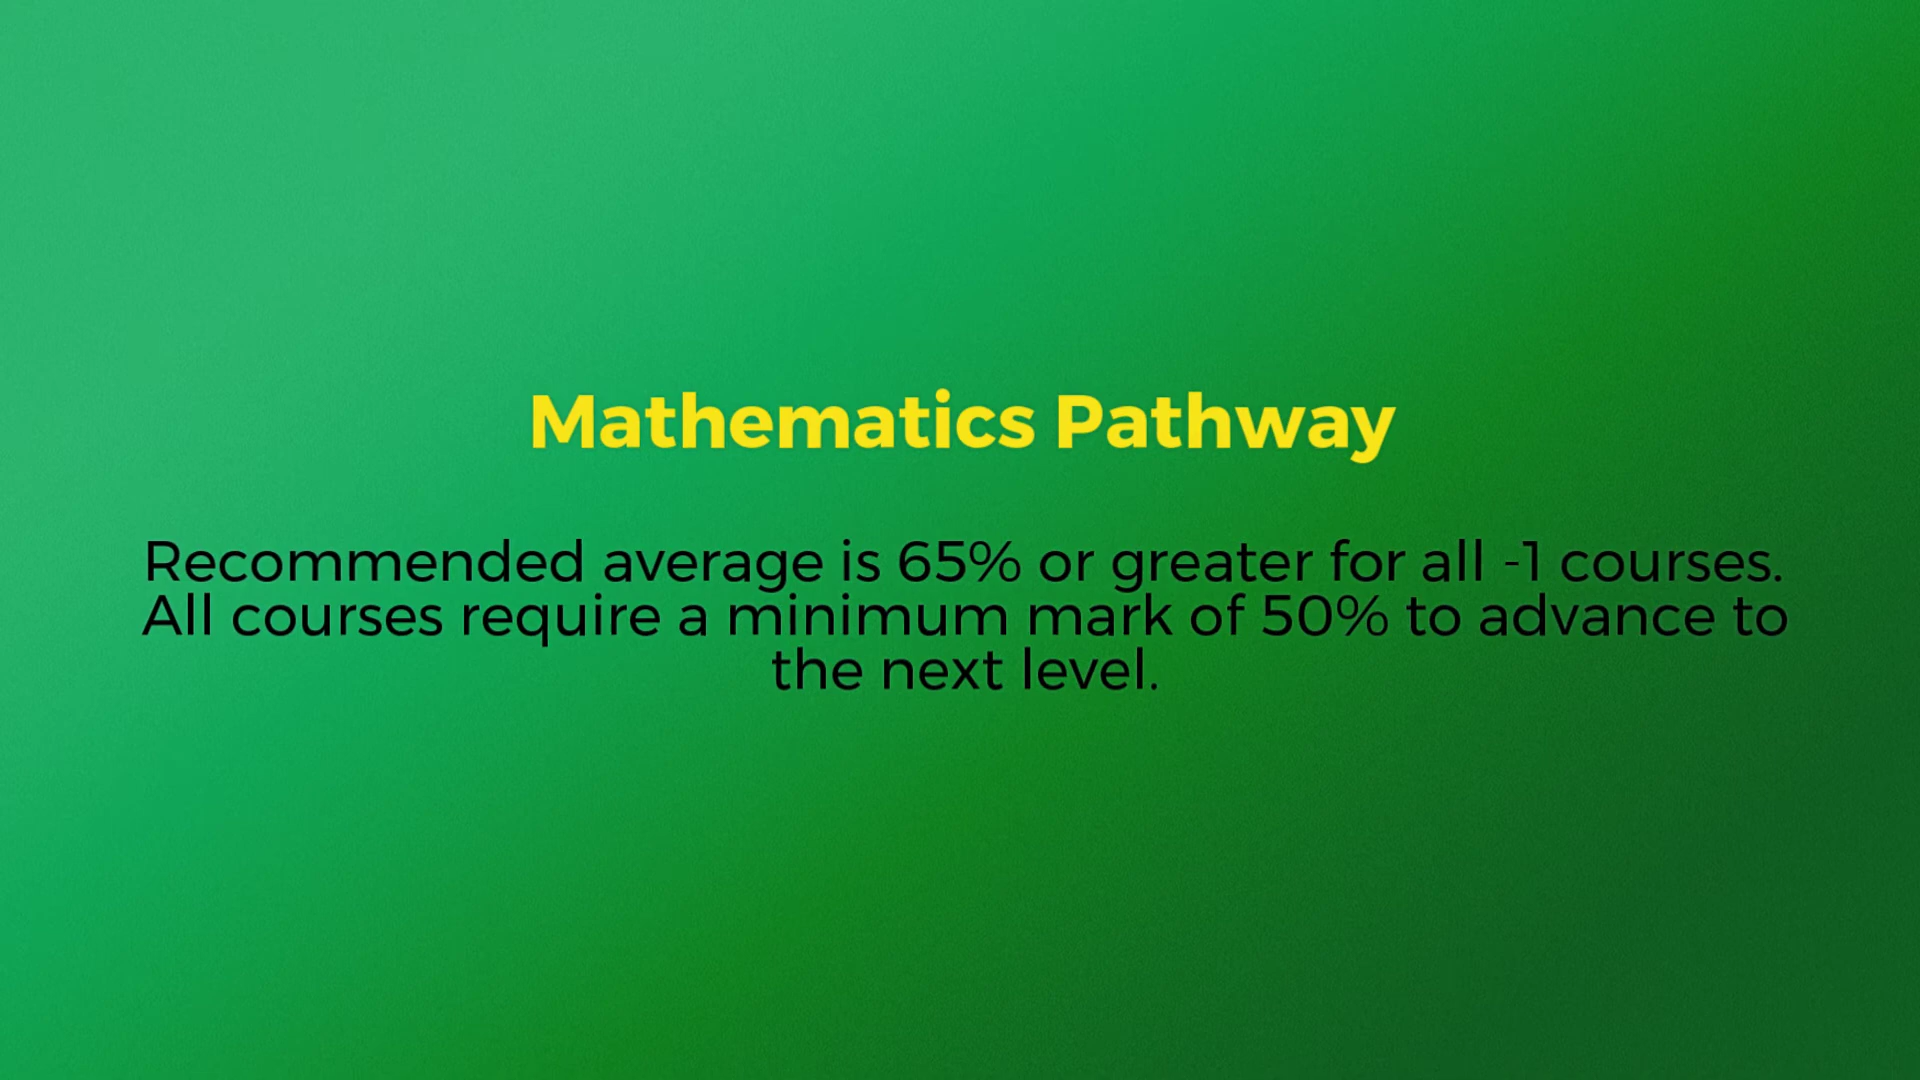 Mathematics Pathway
Recommended average is 65% or greater for all -1 courses.
All courses require a minimum mark of 50% to advance to
the next level.